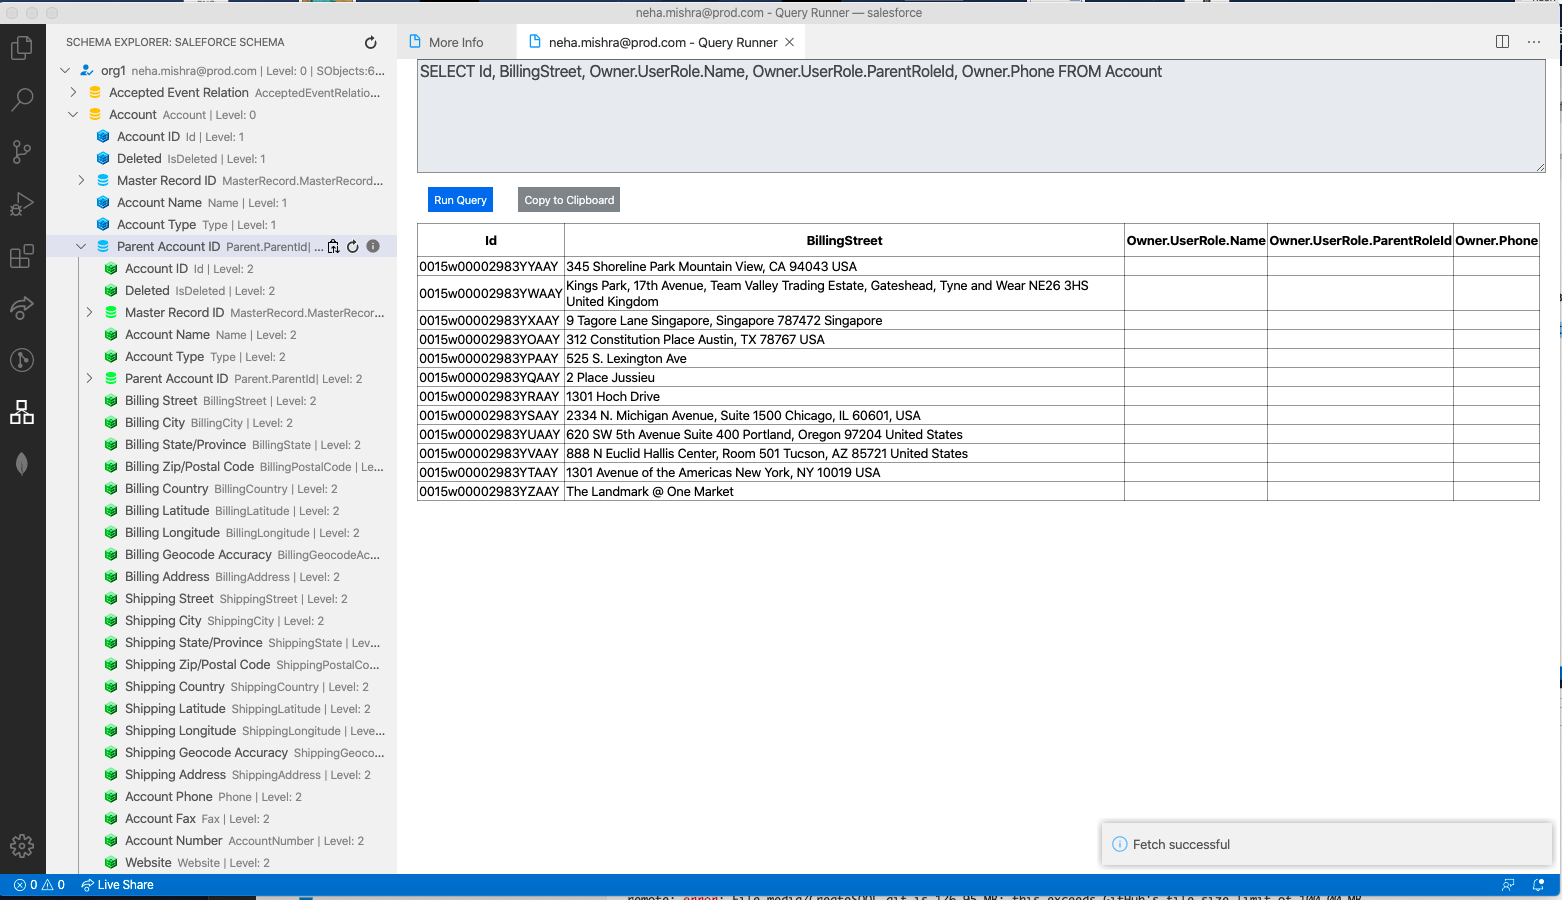 neha.mishra@prod.com - Query Runner — salesforce
SCHEMA EXPLORER: SALEFORCE SCHEMA
More Info
neha.mishra@prod.com - Query Runner
org1 neha.mishra@prod.com | Level: 0 | SObjects:6...
Accepted Event Relation AcceptedEventRelatio...
Account Account | Level: 0
Account ID Id | Level: 1
Deleted IsDeleted | Level: 1
Master Record ID MasterRecord.MasterRecord...
Account Name Name | Level: 1
Account Type Type | Level: 1
Parent Account ID Parent.ParentId| ...
Account ID Id | Level: 2
Deleted IsDeleted | Level: 2
Master Record ID MasterRecord.MasterRecor...
Account Name Name | Level: 2
Account Type Type | Level: 2
Parent Account ID Parent.ParentId| Level: 2
Billing Street BillingStreet | Level: 2
Billing City BillingCity | Level: 2
Billing State/Province BillingState | Level: 2
Billing Zip/Postal Code BillingPostalCode | Le...
Billing Country BillingCountry | Level: 2
Billing Latitude BillingLatitude | Level: 2
Billing Longitude BillingLongitude | Level: 2
Billing Geocode Accuracy BillingGeocodeAc...
Billing Address BillingAddress | Level: 2
Shipping Street ShippingStreet | Level: 2
Shipping City ShippingCity | Level: 2
Shipping State/Province ShippingState | Lev...
Shipping Zip/Postal Code ShippingPostalCo...
Shipping Country ShippingCountry | Level: 2
Shipping Latitude ShippingLatitude | Level: 2
Shipping Longitude ShippingLongitude | Leve...
Shipping Geocode Accuracy ShippingGeoco...
Shipping Address ShippingAddress | Level: 2
Account Phone Phone | Level: 2
Account Fax Fax | Level: 2
Account Number AccountNumber | Level: 2
Website Website | Level: 2
SELECT Id, BillingStreet, Owner.UserRole.Name, Owner.UserRole.ParentRoleId, Owner.Phone FROM Account
Run Query Copy to Clipboard
Id BillingStreet Owner.UserRole.Name Owner.UserRole.ParentRoleId Owner.Phone
0015w00002983YYAAY 345 Shoreline Park Mountain View, CA 94043 USA
0015w00002983YWAAY Kings Park, 17th Avenue, Team Valley Trading Estate, Gateshead, Tyne and Wear NE26 3HS
United Kingdom
0015w00002983YXAAY 9 Tagore Lane Singapore, Singapore 787472 Singapore
0015w00002983YOAAY 312 Constitution Place Austin, TX 78767 USA
0015w00002983YPAAY 525 S. Lexington Ave
0015w00002983YQAAY 2 Place Jussieu
0015w00002983YRAAY 1301 Hoch Drive
0015w00002983YSAAY 2334 N. Michigan Avenue, Suite 1500 Chicago, IL 60601, USA
0015w00002983YUAAY 620 SW 5th Avenue Suite 400 Portland, Oregon 97204 United States
0015w00002983YVAAY 888 N Euclid Hallis Center, Room 501 Tucson, AZ 85721 United States
0015w00002983YTAAY 1301 Avenue of the Americas New York, NY 10019 USA
0015w00002983YZAAY The Landmark @ One Market
Fetch successful
0 0 Live Share